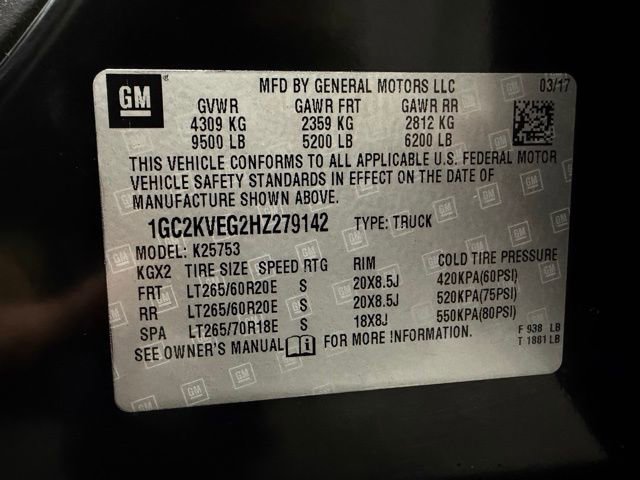 GM
MFD BY GENERAL MOTORS LLC 03/17
GVWR GAWR FRT GAWR RR
4309 KG 2359 KG 2812 KG
9500 LB 5200 LB 6200 LB
THIS VEHICLE CONFORMS TO ALL APPLICABLE U.S. FEDERAL MOTOR
VEHICLE SAFETY STANDARDS IN EFFECT ON THE DATE OF
MANUFACTURE SHOWN ABOVE.
1GC2KVEG2HZ279142 TYPE: TRUCK
MODEL: K25753
KGX2 TIRE SIZE SPEED RTG RIM COLD TIRE PRESSURE
FRT LT265/60R20E S 20X8.5J 420KPA(60PSI)
RR LT265/60R20E S 20X8.5J 520KPA(75PSI)
SPA LT265/70R18E S 18X8J 550KPA(80PSI)
SEE OWNER'S MANUAL i FOR MORE INFORMATION.
F 938 LB
T 1881 LB